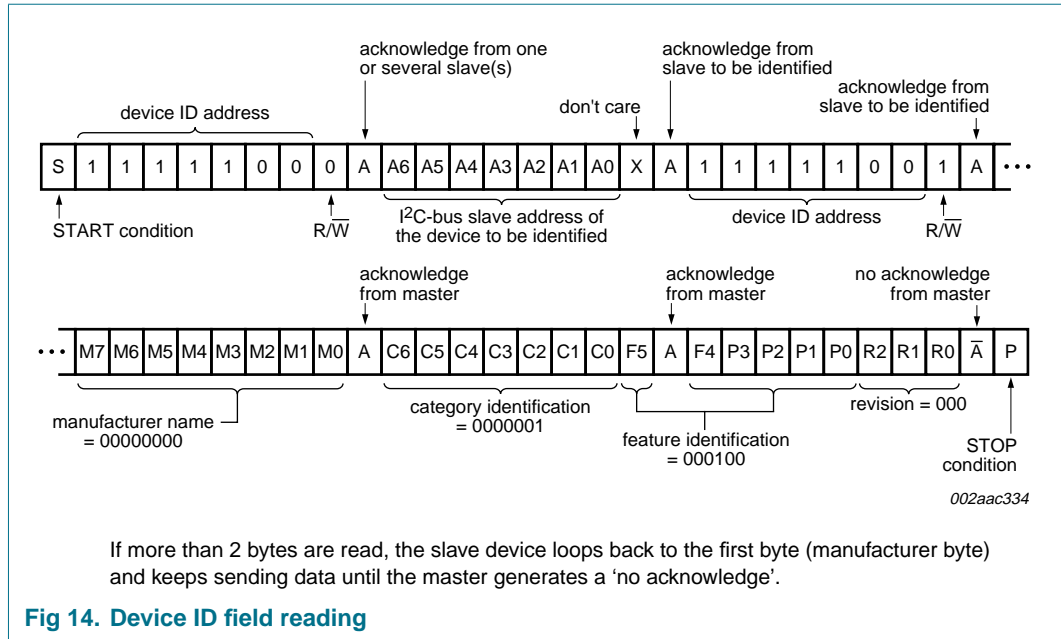 acknowledge from one
or several slave(s)
acknowledge from
slave to be identified
acknowledge from
slave to be identified
device ID address
don't care
S 1 1 1 1 1 0 0 0 A A6 A5 A4 A3 A2 A1 A0 X A 1 1 1 1 1 0 0 1 A ···
START condition
R/W̅
I²C-bus slave address of
the device to be identified
device ID address
R/W̅
acknowledge
from master
acknowledge
from master
no acknowledge
from master
··· M7 M6 M5 M4 M3 M2 M1 M0 A C6 C5 C4 C3 C2 C1 C0 F5 A F4 P3 P2 P1 P0 R2 R1 R0 A̅ P
manufacturer name
= 00000000
category identification
= 0000001
feature identification
= 000100
revision = 000
STOP
condition
002aac334
If more than 2 bytes are read, the slave device loops back to the first byte (manufacturer byte)
and keeps sending data until the master generates a ‘no acknowledge’.
Fig 14. Device ID field reading